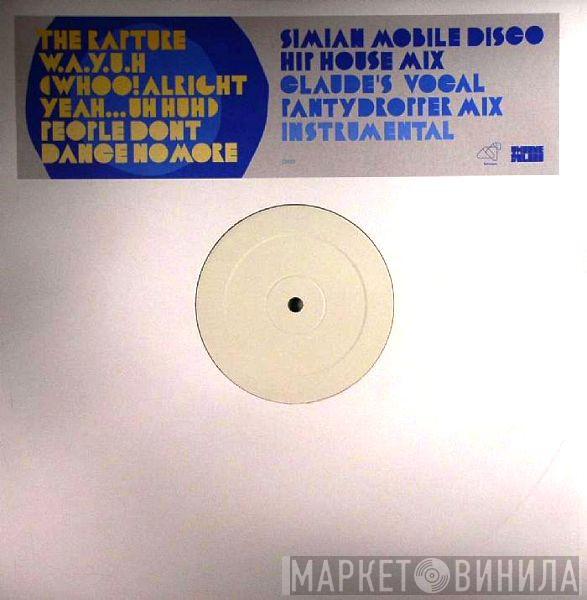 THE RAPTURE
W.A.Y.U.H
(WHOO! ALRIGHT
YEAH... UH HUH)
PEOPLE DONT
DANCE NO MORE
SIMIAN MOBILE DISCO
HIP HOUSE MIX
CLAUDE'S VOCAL
PANTYDROPPER MIX
INSTRUMENTAL
МАРКЕТ ВИНИЛА